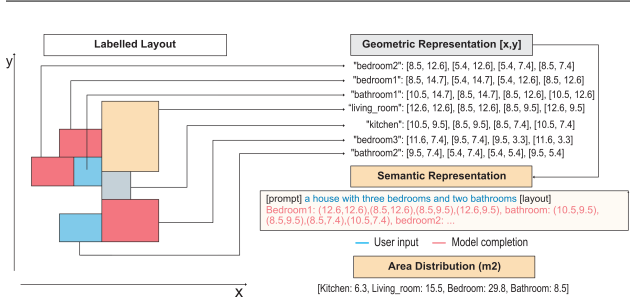 Labelled Layout
Geometric Representation [x,y]
y
"bedroom2": [8.5, 12.6], [5.4, 12.6], [5.4, 7.4], [8.5, 7.4]
"bedroom1": [8.5, 14.7], [5.4, 14.7], [5.4, 12.6], [8.5, 12.6]
"bathroom1": [10.5, 14.7], [8.5, 14.7], [8.5, 12.6], [10.5, 12.6]
"living_room": [12.6, 12.6], [8.5, 12.6], [8.5, 9.5], [12.6, 9.5]
"kitchen": [10.5, 9.5], [8.5, 9.5], [8.5, 7.4], [10.5, 7.4]
"bedroom3": [11.6, 7.4], [9.5, 7.4], [9.5, 3.3], [11.6, 3.3]
"bathroom2": [9.5, 7.4], [5.4, 7.4], [5.4, 5.4], [9.5, 5.4]
Semantic Representation
[prompt] a house with three bedrooms and two bathrooms [layout]
Bedroom1: (12.6,12.6),(8.5,12.6),(8.5,9.5),(12.6,9.5), bathroom: (10.5,9.5),
(8.5,9.5),(8.5,7.4),(10.5,7.4), bedroom2: ...
User input
Model completion
Area Distribution (m2)
x
[Kitchen: 6.3, Living_room: 15.5, Bedroom: 29.8, Bathroom: 8.5]